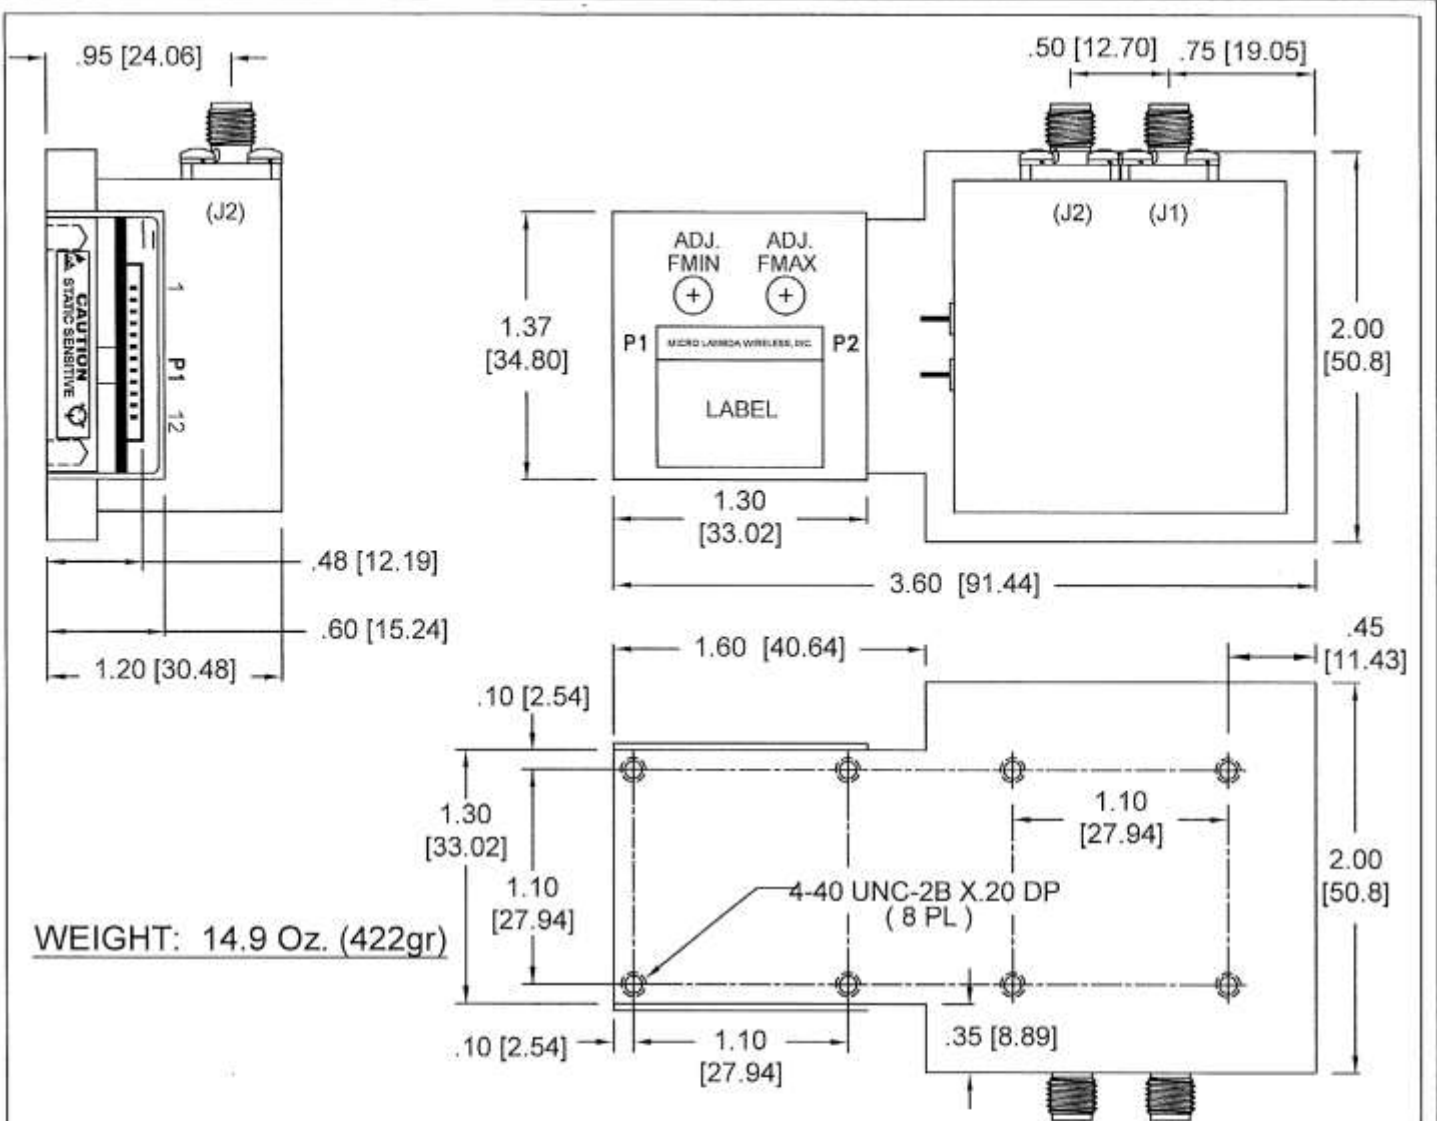 .95 [24.06]
.50 [12.70]
.75 [19.05]
(J2)
(J2)
(J1)
ADJ.
FMIN
ADJ.
FMAX
1
CAUTION
STATIC SENSITIVE
P1
12
1.37
[34.80]
P1
MICRO LAMBDA WIRELESS, INC.
P2
LABEL
2.00
[50.8]
1.30
[33.02]
.48 [12.19]
3.60 [91.44]
.60 [15.24]
1.20 [30.48]
1.60 [40.64]
.45
[11.43]
.10 [2.54]
1.30
[33.02]
1.10
[27.94]
1.10
[27.94]
2.00
[50.8]
4-40 UNC-2B X.20 DP
( 8 PL )
WEIGHT: 14.9 Oz. (422gr)
.10 [2.54]
1.10
[27.94]
.35 [8.89]